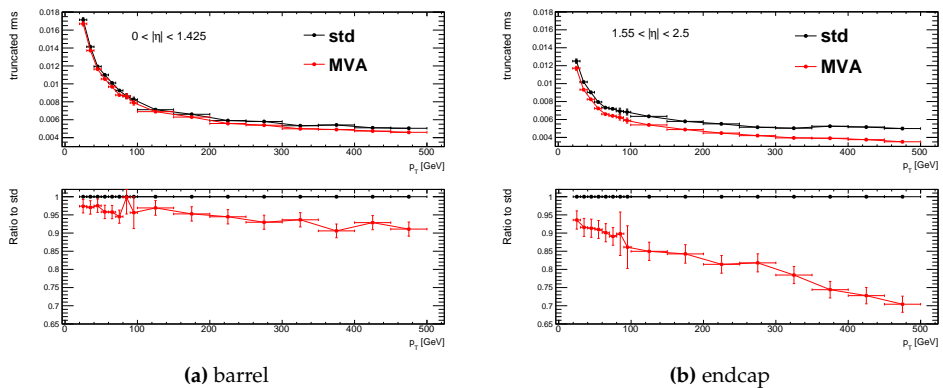 truncated rms
0.018
0.016
0.014
0.012
0.01
0.008
0.006
0.004
0 < |η| < 1.425
std
MVA
0 100 200 300 400 500
p_T [GeV]
Ratio to std
1.1
1
0.95
0.9
0.85
0.8
0.75
0.7
0.65
0 100 200 300 400 500
p_T [GeV]
(a) barrel
truncated rms
0.018
0.016
0.014
0.012
0.01
0.008
0.006
0.004
1.55 < |η| < 2.5
std
MVA
0 100 200 300 400 500
p_T [GeV]
Ratio to std
1
0.95
0.9
0.85
0.8
0.75
0.7
0.65
0 100 200 300 400 500
p_T [GeV]
(b) endcap